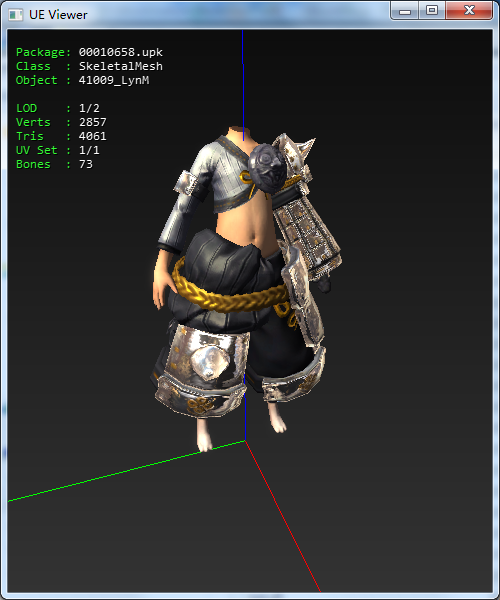 UE Viewer
Package: 00010658.upk
Class : SkeletalMesh
Object : 41009_LynM
LOD : 1/2
Verts : 2857
Tris : 4061
UV Set : 1/1
Bones : 73